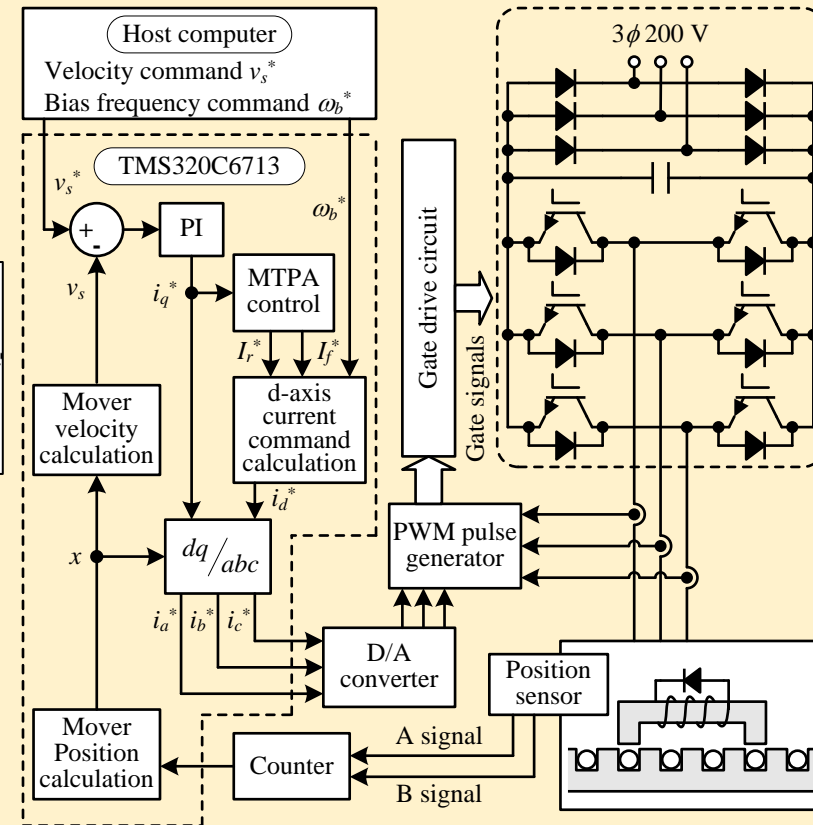 Host computer
Velocity command v_s^*
Bias frequency command ω_b^*
3ϕ 200 V
TMS320C6713
v_s^*
+
-
PI
ω_b^*
v_s
i_q^*
MTPA
control
I_r^*
I_f^*
Mover
velocity
calculation
d-axis
current
command
calculation
i_d^*
Gate drive circuit
Gate signals
x
dq/abc
PWM pulse
generator
i_a^*
i_b^*
i_c^*
D/A
converter
Position
sensor
Mover
Position
calculation
Counter
A signal
B signal